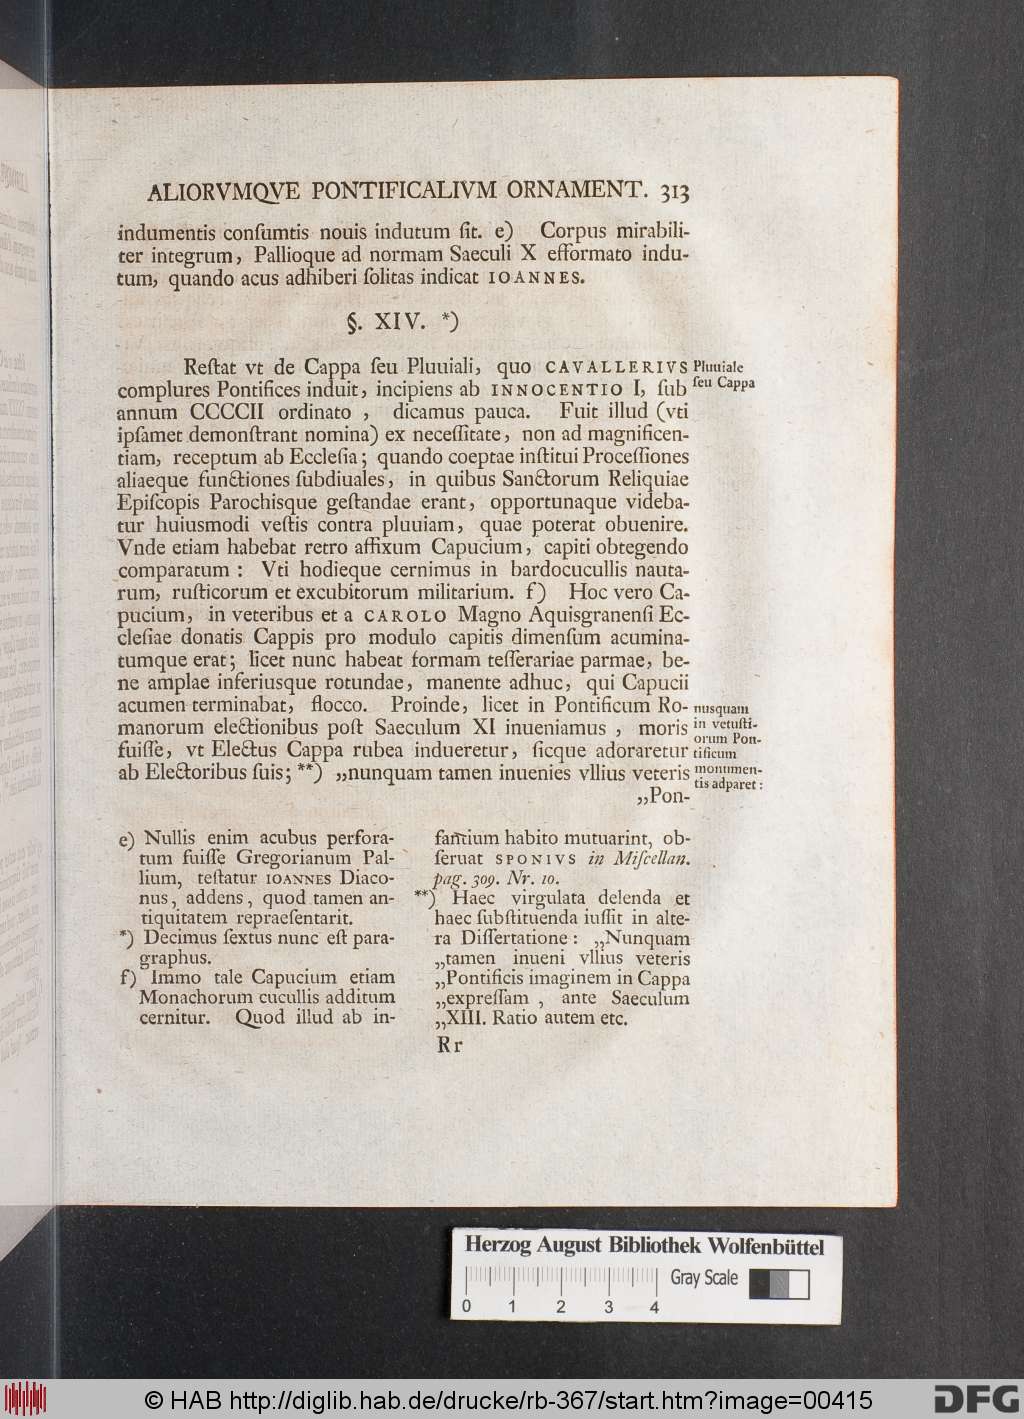 ALIORVMQVE PONTIFICALIVM ORNAMENT. 313
indumentis conſumtis nouis indutum ſit. e) Corpus mirabili-
ter integrum, Pallioque ad normam Saeculi X efformato indu-
tum, quando acus adhiberi ſolitas indicat IOANNES.
§. XIV. *)
Reſtat vt de Cappa ſeu Pluuiali, quo CAVALLERIVS
complures Pontifices induit, incipiens ab INNOCENTIO I, ſub
annum CCCCII ordinato , dicamus pauca. Fuit illud (vti
ipſamet demonſtrant nomina) ex neceſſitate, non ad magnificen-
tiam, receptum ab Eccleſia; quando coeptae inſtitui Proceſſiones
aliaeque functiones ſubdiuales, in quibus Sanctorum Reliquiae
Epiſcopis Parochisque geſtandae erant, opportunaque videba-
tur huiusmodi veſtis contra pluuiam, quae poterat obuenire.
Vnde etiam habebat retro affixum Capucium, capiti obtegendo
comparatum : Vti hodieque cernimus in bardocucullis nauta-
rum, ruſticorum et excubitorum militarium. f) Hoc vero Ca-
pucium, in veteribus et a CAROLO Magno Aquisgranenſi Ec-
cleſiae donatis Cappis pro modulo capitis dimenſum acumina-
tumque erat; licet nunc habeat formam teſſerariae parmae, be-
ne amplae inferiusque rotundae, manente adhuc, qui Capucii
acumen terminabat, flocco. Proinde, licet in Pontificum Ro-
manorum electionibus poſt Saeculum XI inueniamus , moris
fuiſſe, vt Electus Cappa rubea indueretur, ſicque adoraretur
ab Electoribus ſuis; **) „nunquam tamen inuenies vllius veteris
„Pon-
Pluuiale
ſeu Cappa
nusquam
in vetuſti-
orum Pon-
tificum
monumen-
tis adparet :
e) Nullis enim acubus perfora-
tum fuiſſe Gregorianum Pal-
lium, teſtatur IOANNES Diaco-
nus, addens, quod tamen an-
tiquitatem repraeſentarit.
*) Decimus ſextus nunc eſt para-
graphus.
f) Immo tale Capucium etiam
Monachorum cucullis additum
cernitur. Quod illud ab in-
fantium habito mutuarint, ob-
ſeruat SPONIVS in Miſcellan.
pag. 309. Nr. 10.
**) Haec virgulata delenda et
haec ſubſtituenda iuſſit in alte-
ra Diſſertatione : „Nunquam
„tamen inueni vllius veteris
„Pontificis imaginem in Cappa
„expreſſam , ante Saeculum
„XIII. Ratio autem etc.
Rr
Herzog August Bibliothek Wolfenbüttel
Gray Scale
0 1 2 3 4
© HAB http://diglib.hab.de/drucke/rb-367/start.htm?image=00415
DFG